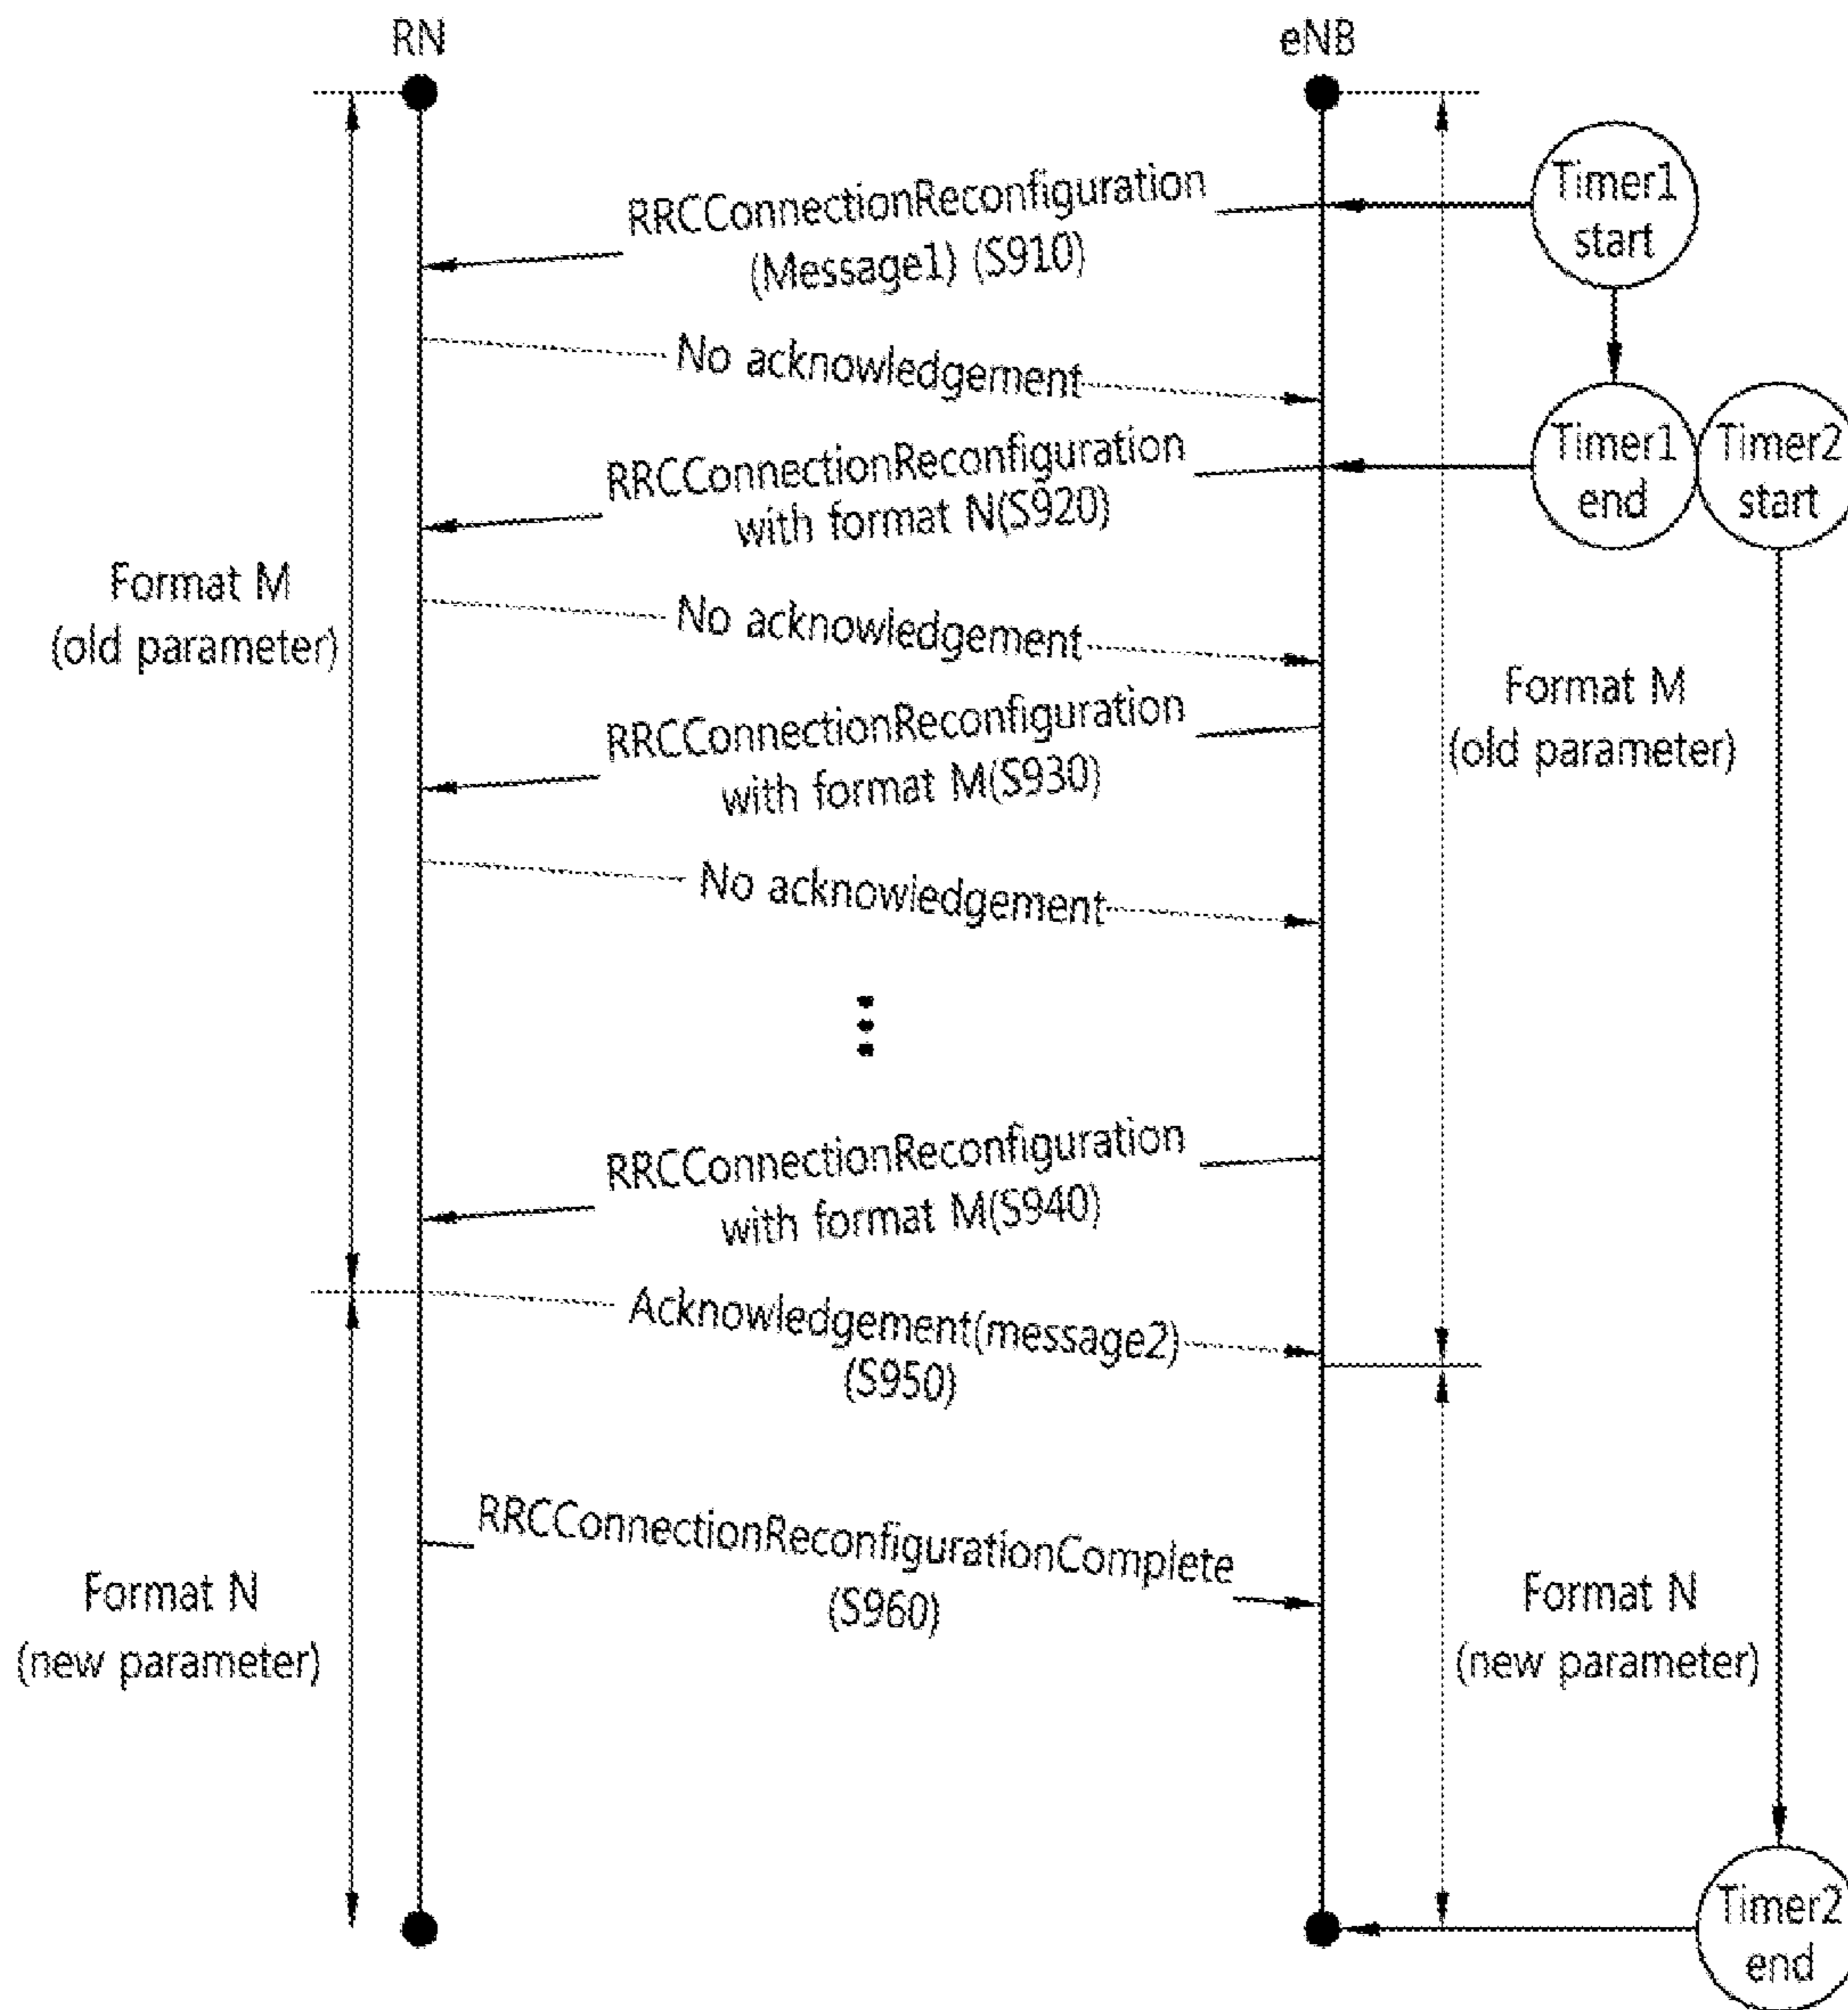 RN
eNB
Timer1
start
RRCConnectionReconfiguration
(Message1) (S910)
No acknowledgement
Timer1
end
Timer2
start
RRCConnectionReconfiguration
with format N(S920)
Format M
(old parameter)
No acknowledgement
Format M
(old parameter)
RRCConnectionReconfiguration
with format M(S930)
No acknowledgement
RRCConnectionReconfiguration
with format M(S940)
Acknowledgement(message2)
(S950)
RRCConnectionReconfigurationComplete
(S960)
Format N
(new parameter)
Format N
(new parameter)
Timer2
end